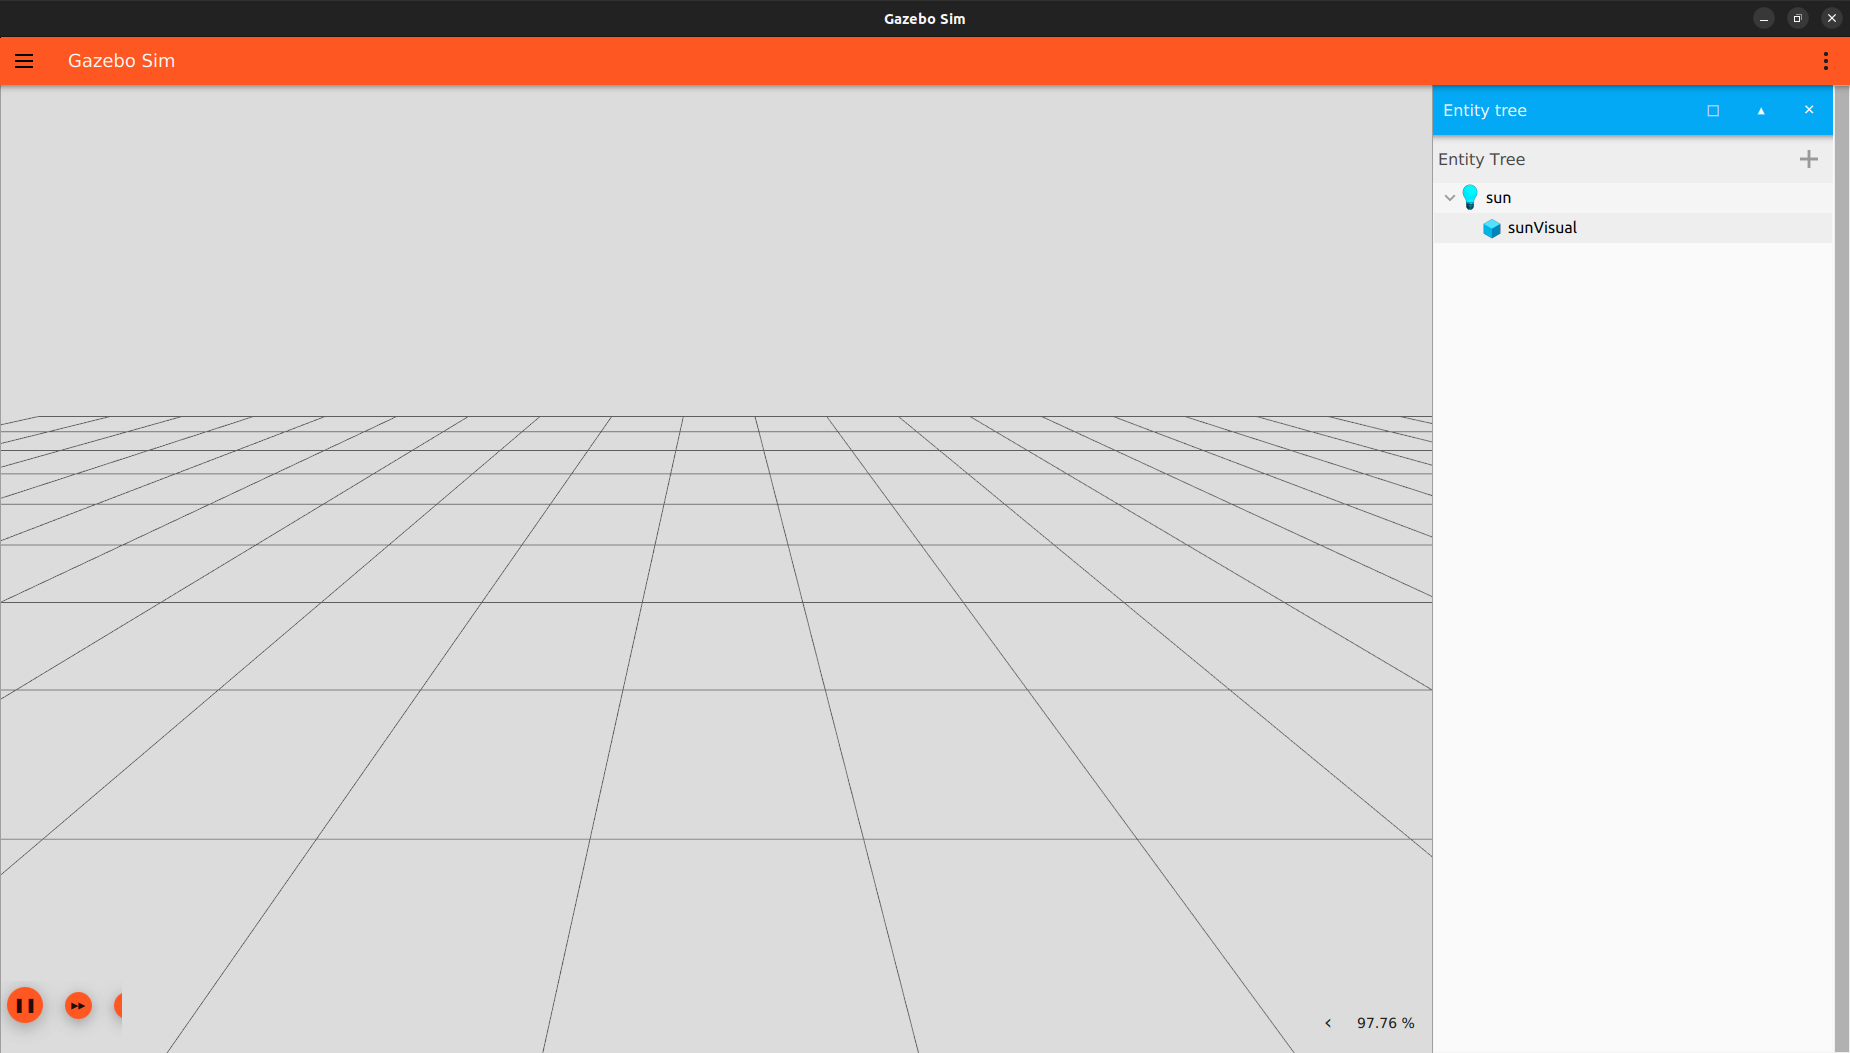 Gazebo Sim
Gazebo Sim
Entity tree
Entity Tree
sun
sunVisual
97.76 %